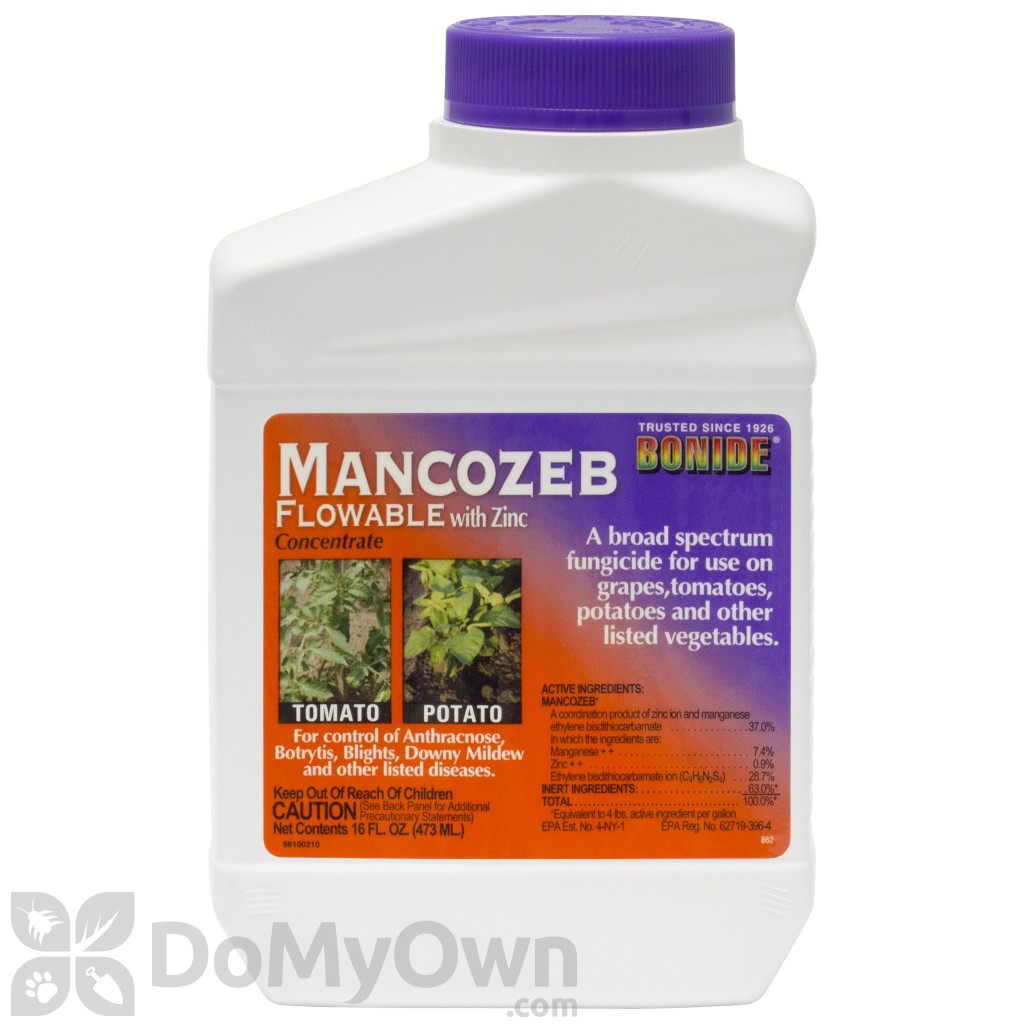 TRUSTED SINCE 1926
BONIDE®
MANCOZEB
FLOWABLE with Zinc
Concentrate
A broad spectrum
fungicide for use on
grapes,tomatoes,
potatoes and other
listed vegetables.
TOMATO
POTATO
For control of Anthracnose,
Botrytis, Blights, Downy Mildew
and other listed diseases.
Keep Out Of Reach Of Children
CAUTION (See Back Panel for Additional
Precautionary Statements)
Net Contents 16 FL. OZ. (473 ML.)
66100210
ACTIVE INGREDIENTS:
MANCOZEB*
A coordination product of zinc ion and manganese
ethylene bisdithiocarbamate ..................37.0%
In which the ingredients are:
Manganese ++ 7.4%
Zinc++ 0.9%
Ethylene bisdithiocarbamate ion (C₄H₆N₂S₄) ..... 28.7%
INERT INGREDIENTS: 63.0%*
TOTAL 100.0%*
*Equivalent to 4 lbs. active ingredient per gallon.
EPA Est. No. 4-NY-1 EPA Reg. No. 62719-396-4
862
DoMyOwn
.com